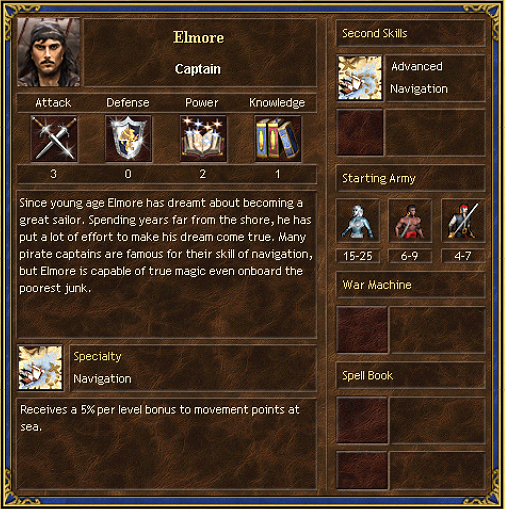 Elmore
Captain
Attack Defense Power Knowledge
3 0 2 1
Since young age Elmore has dreamt about becoming a
great sailor. Spending years far from the shore, he has
put a lot of effort to make his dream come true. Many
pirate captains are famous for their skill of navigation,
but Elmore is capable of true magic even onboard the
poorest junk.
Specialty
Navigation
Receives a 5% per level bonus to movement points at
sea.
Second Skills
Advanced
Navigation
Starting Army
15-25 6-9 4-7
War Machine
Spell Book